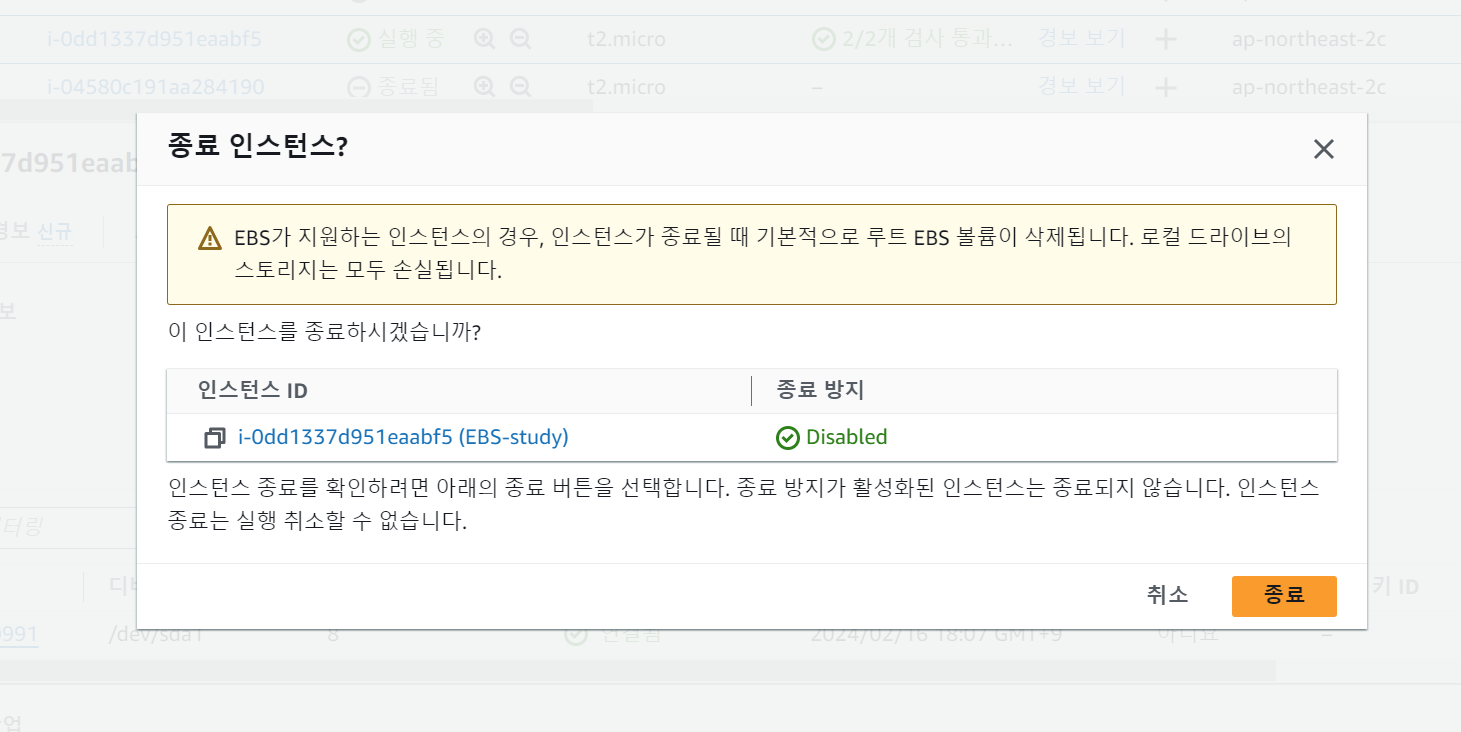 i-0dd1337d951eaabf5 실행 중 t2.micro 2/2개 검사 통과... 경보 보기 + ap-northeast-2c
i-04580c191aa284190 종료됨 t2.micro – 경보 보기 + ap-northeast-2c
종료 인스턴스?
7d951eaab
경보 신규
EBS가 지원하는 인스턴스의 경우, 인스턴스가 종료될 때 기본적으로 루트 EBS 볼륨이 삭제됩니다. 로컬 드라이브의
스토리지는 모두 손실됩니다.
보
이 인스턴스를 종료하시겠습니까?
인스턴스 ID 종료 방지
i-0dd1337d951eaabf5 (EBS-study) Disabled
인스턴스 종료를 확인하려면 아래의 종료 버튼을 선택합니다. 종료 방지가 활성화된 인스턴스는 종료되지 않습니다. 인스턴스
종료는 실행 취소할 수 없습니다.
터링
키 ID
취소 종료
0991 /dev/sda1 8 연결됨 2024/02/16 18:07 GMT+9 아니요 –
업